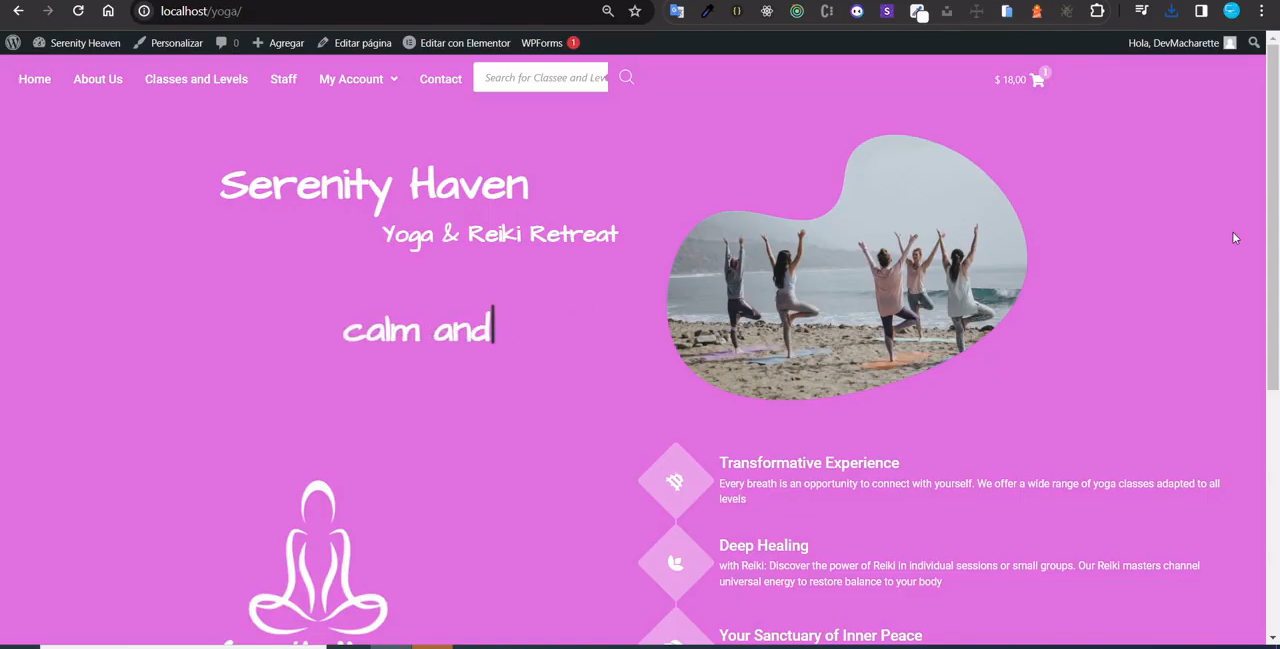 localhost/yoga/
Serenity Heaven Personalizar 0 Agregar Editar página Editar con Elementor WPForms 1 Hola, DevMacharette
Home About Us Classes and Levels Staff My Account Contact Search for Classee and Lev $ 18,00 1
Serenity Haven
Yoga & Reiki Retreat
calm and
Transformative Experience
Every breath is an opportunity to connect with yourself. We offer a wide range of yoga classes adapted to all
levels
Deep Healing
with Reiki: Discover the power of Reiki in individual sessions or small groups. Our Reiki masters channel
universal energy to restore balance to your body
Your Sanctuary of Inner Peace